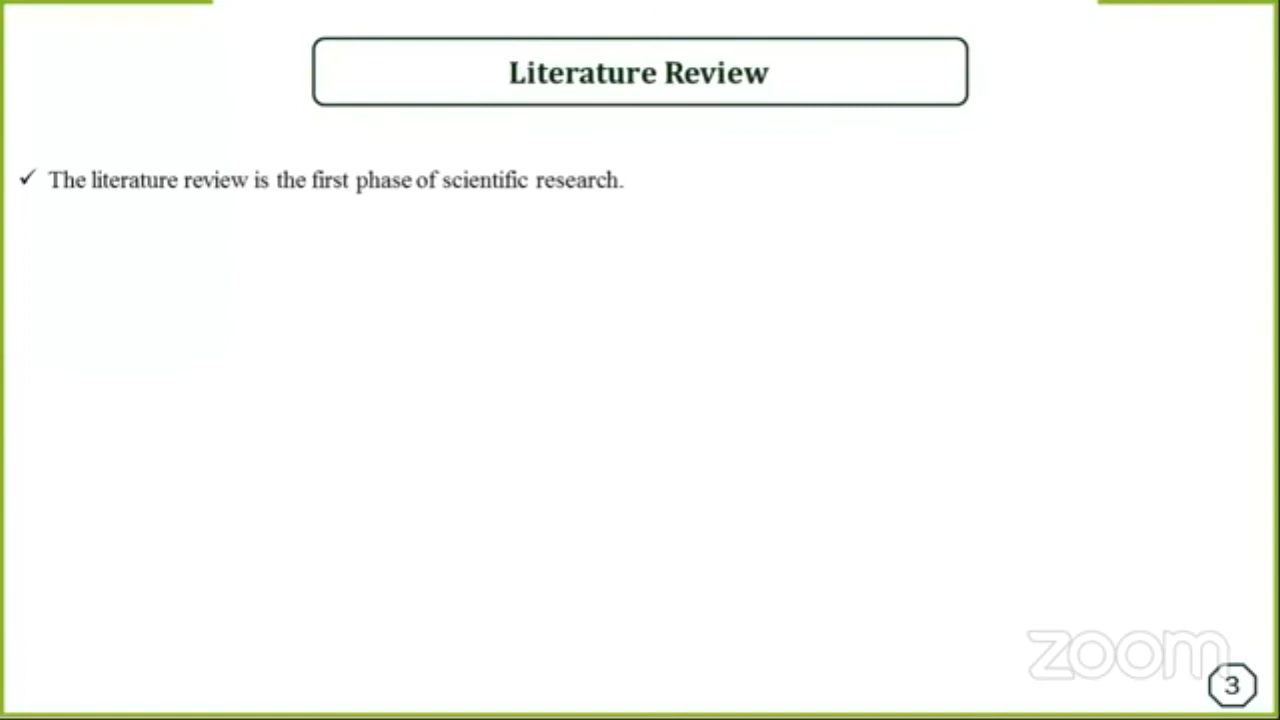 Literature Review
✓ The literature review is the first phase of scientific research.
zoom
3